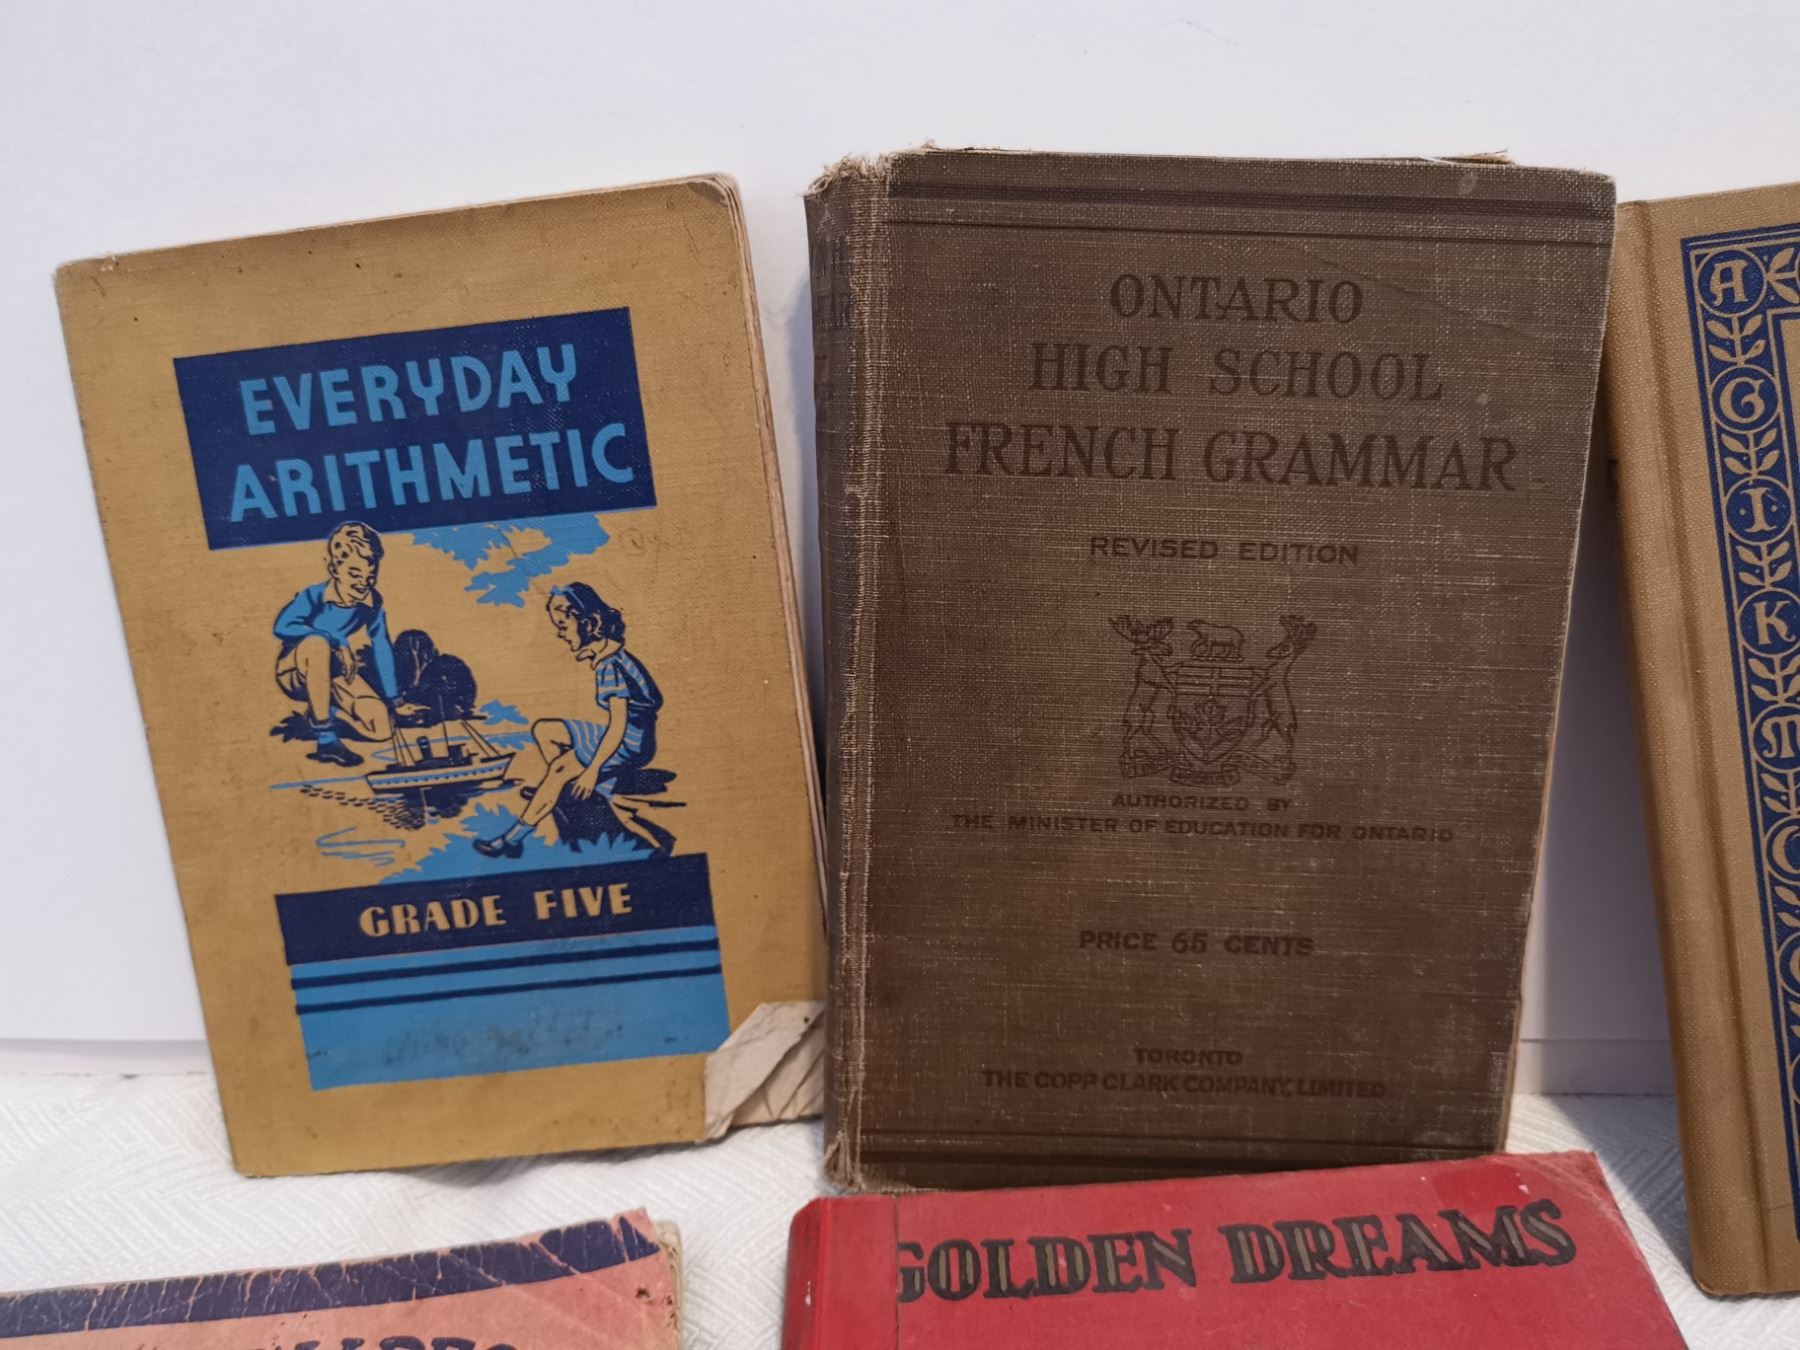 EVERYDAY
ARITHMETIC
GRADE FIVE
ONTARIO
HIGH SCHOOL
FRENCH GRAMMAR
REVISED EDITION
AUTHORIZED BY
THE MINISTER OF EDUCATION FOR ONTARIO
PRICE 65 CENTS
TORONTO
THE COPP CLARK COMPANY, LIMITED
A
G
I
K
M
GOLDEN DREAMS